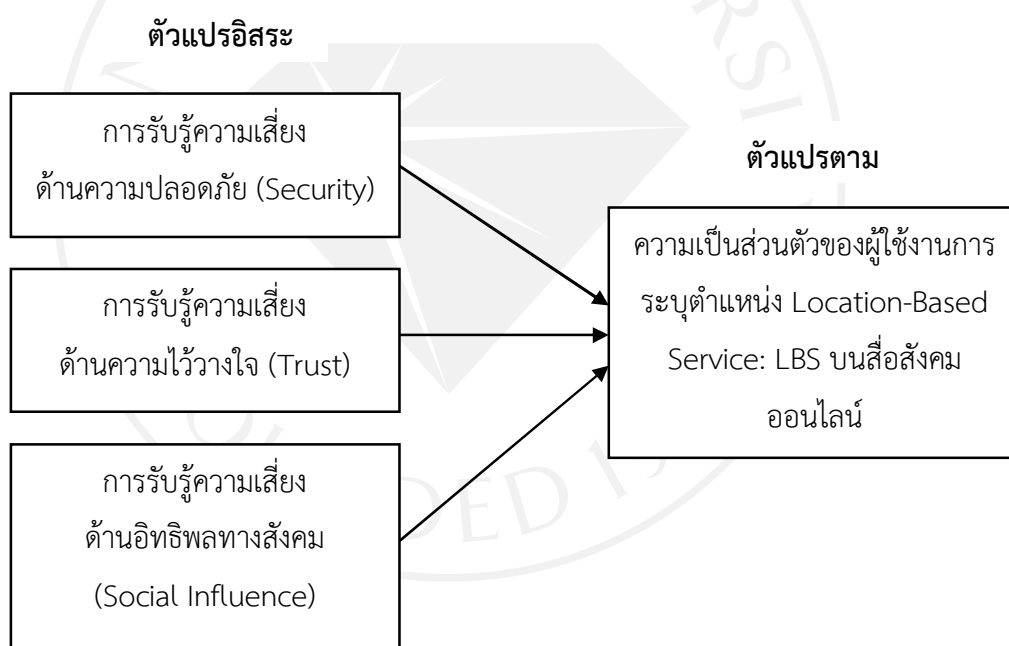 ตัวแปรอิสระ
การรับรู้ความเสี่ยง
ด้านความปลอดภัย (Security)
การรับรู้ความเสี่ยง
ด้านความไว้วางใจ (Trust)
การรับรู้ความเสี่ยง
ด้านอิทธิพลทางสังคม
(Social Influence)
ตัวแปรตาม
ความเป็นส่วนตัวของผู้ใช้งานการ
ระบุตำแหน่ง Location-Based
Service: LBS บนสื่อสังคม
ออนไลน์